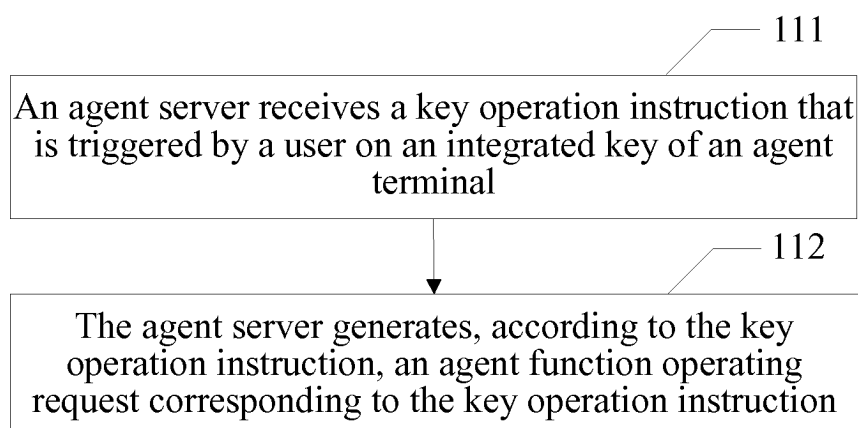 111
An agent server receives a key operation instruction that
is triggered by a user on an integrated key of an agent
terminal
112
The agent server generates, according to the key
operation instruction, an agent function operating
request corresponding to the key operation instruction